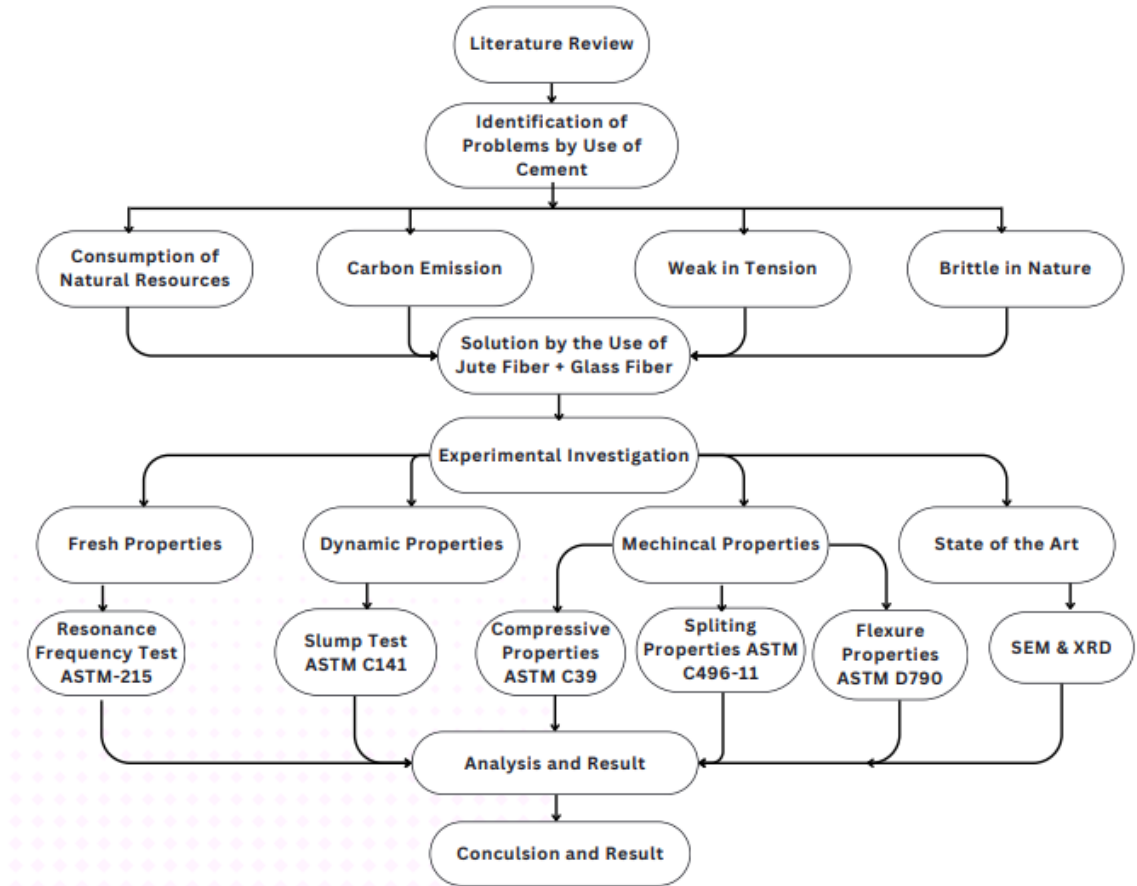 Literature Review
Identification of
Problems by Use of
Cement
Consumption of
Natural Resources
Carbon Emission
Weak in Tension
Brittle in Nature
Solution by the Use of
Jute Fiber + Glass Fiber
Experimental Investigation
Fresh Properties
Dynamic Properties
Mechincal Properties
State of the Art
Resonance
Frequency Test
ASTM-215
Slump Test
ASTM C141
Compressive
Properties
ASTM C39
Spliting
Properties ASTM
C496-11
Flexure
Properties
ASTM D790
SEM & XRD
Analysis and Result
Conculsion and Result